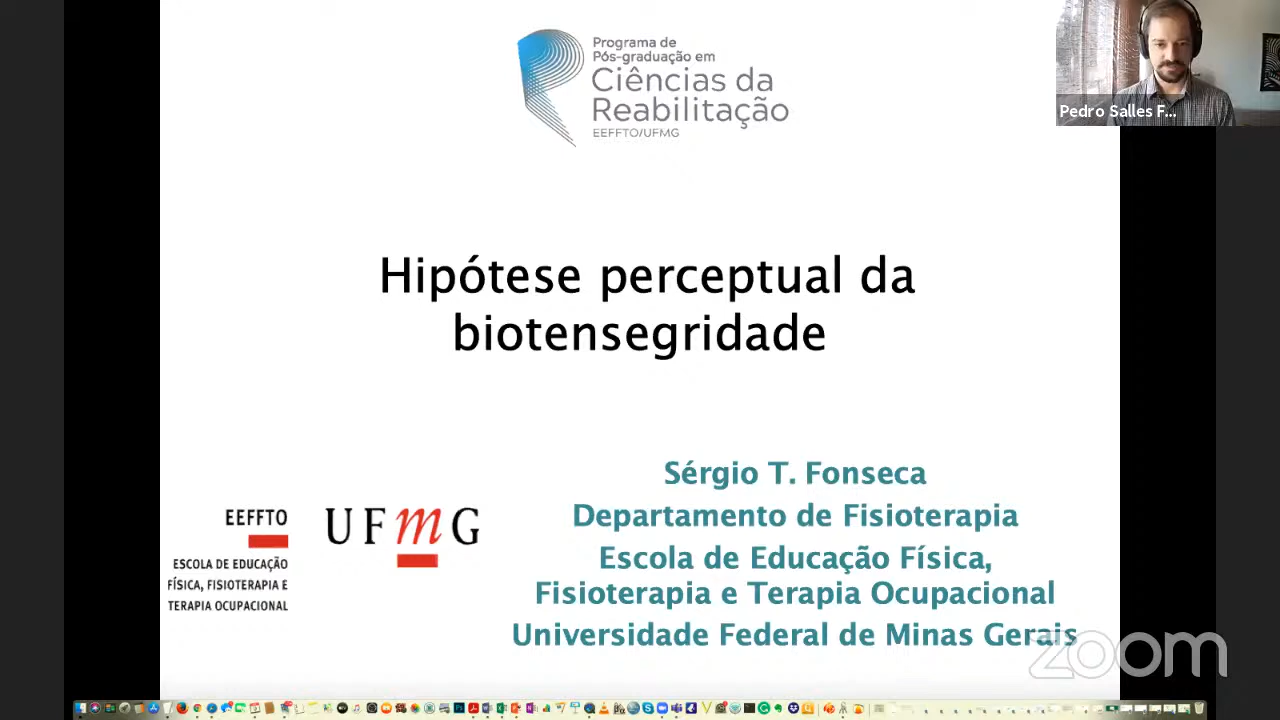 Programa de
Pós-graduação em
Ciências da
Reabilitação
EEFFTO/UFMG
Pedro Salles F...
Hipótese perceptual da
biotensegridade
Sérgio T. Fonseca
Departamento de Fisioterapia
Escola de Educação Física,
Fisioterapia e Terapia Ocupacional
Universidade Federal de Minas Gerais
EEFFTO
ESCOLA DE EDUCAÇÃO
FÍSICA, FISIOTERAPIA E
TERAPIA OCUPACIONAL
UFmG
zoom